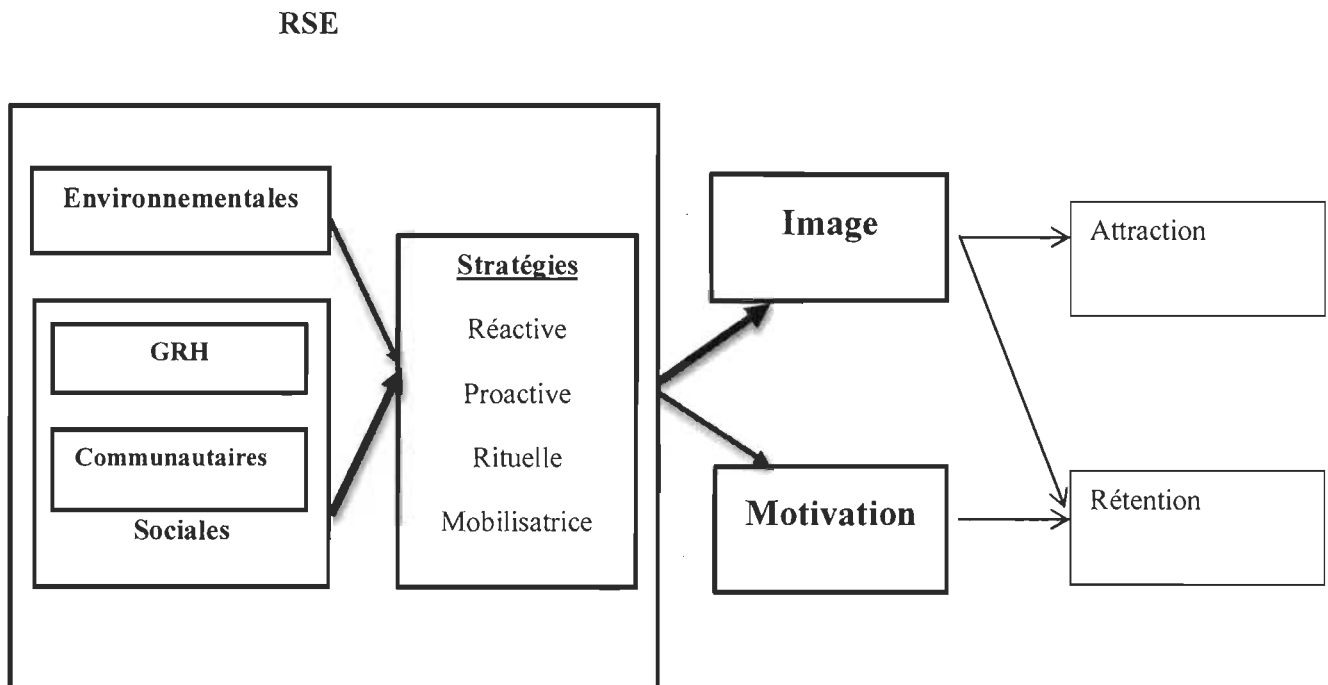 RSE
Environnementales
GRH
Communautaires
Sociales
Stratégies
Réactive
Proactive
Rituelle
Mobilisatrice
Image
Motivation
Attraction
Rétention